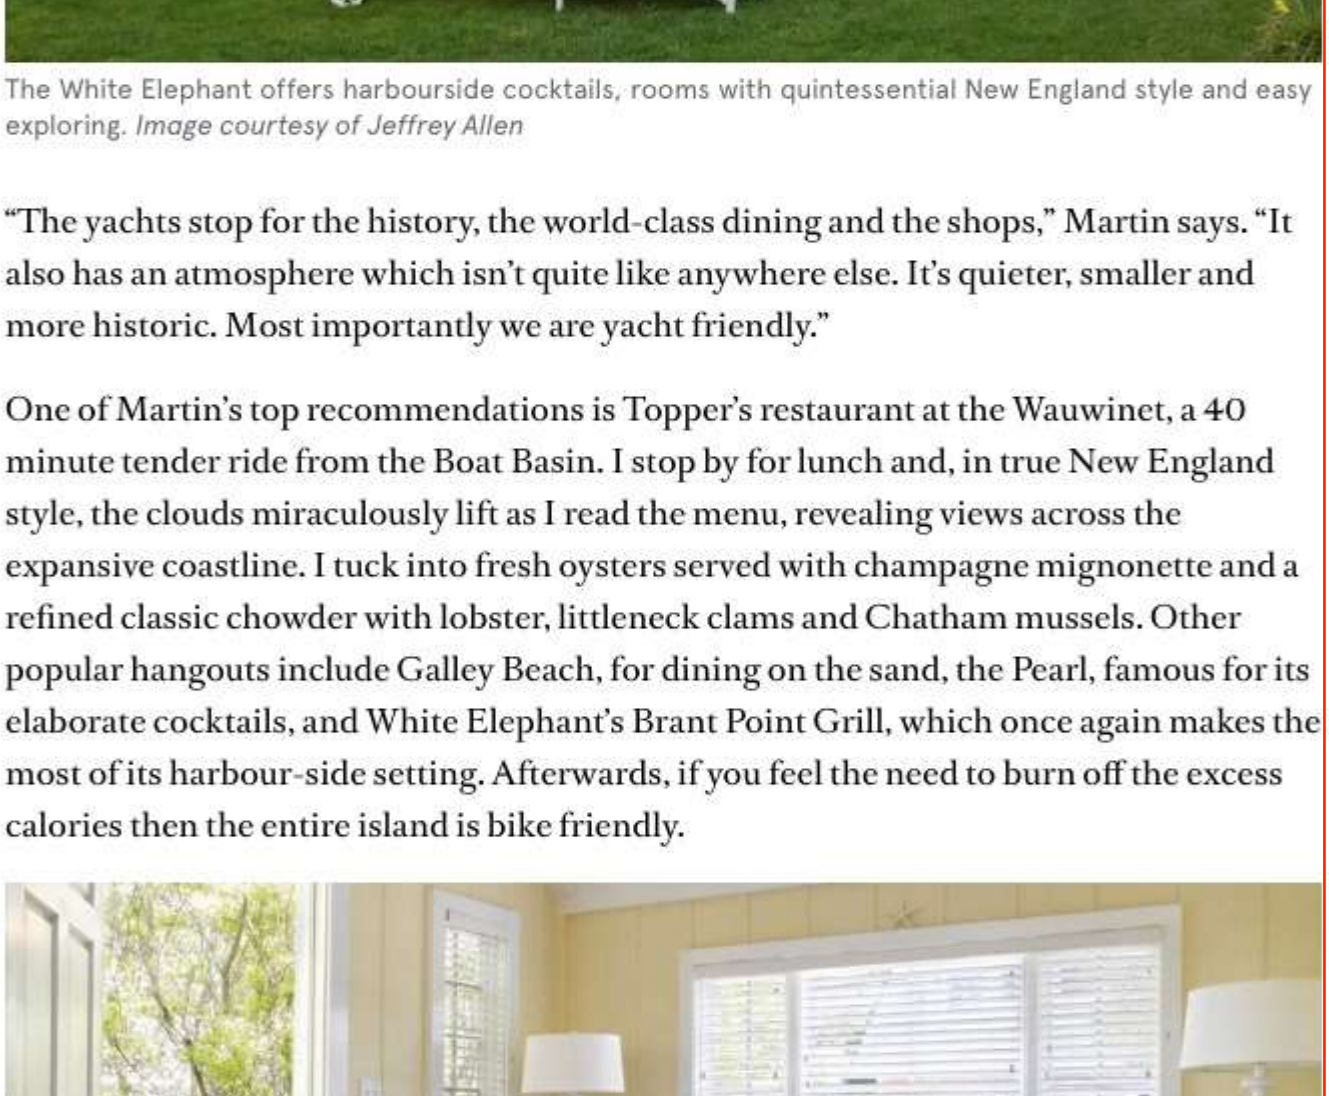 The White Elephant offers harbourside cocktails, rooms with quintessential New England style and easy
exploring. Image courtesy of Jeffrey Allen
“The yachts stop for the history, the world-class dining and the shops,” Martin says. “It
also has an atmosphere which isn’t quite like anywhere else. It’s quieter, smaller and
more historic. Most importantly we are yacht friendly.”
One of Martin’s top recommendations is Topper’s restaurant at the Wauwinet, a 40
minute tender ride from the Boat Basin. I stop by for lunch and, in true New England
style, the clouds miraculously lift as I read the menu, revealing views across the
expansive coastline. I tuck into fresh oysters served with champagne mignonette and a
refined classic chowder with lobster, littleneck clams and Chatham mussels. Other
popular hangouts include Galley Beach, for dining on the sand, the Pearl, famous for its
elaborate cocktails, and White Elephant’s Brant Point Grill, which once again makes the
most of its harbour-side setting. Afterwards, if you feel the need to burn off the excess
calories then the entire island is bike friendly.